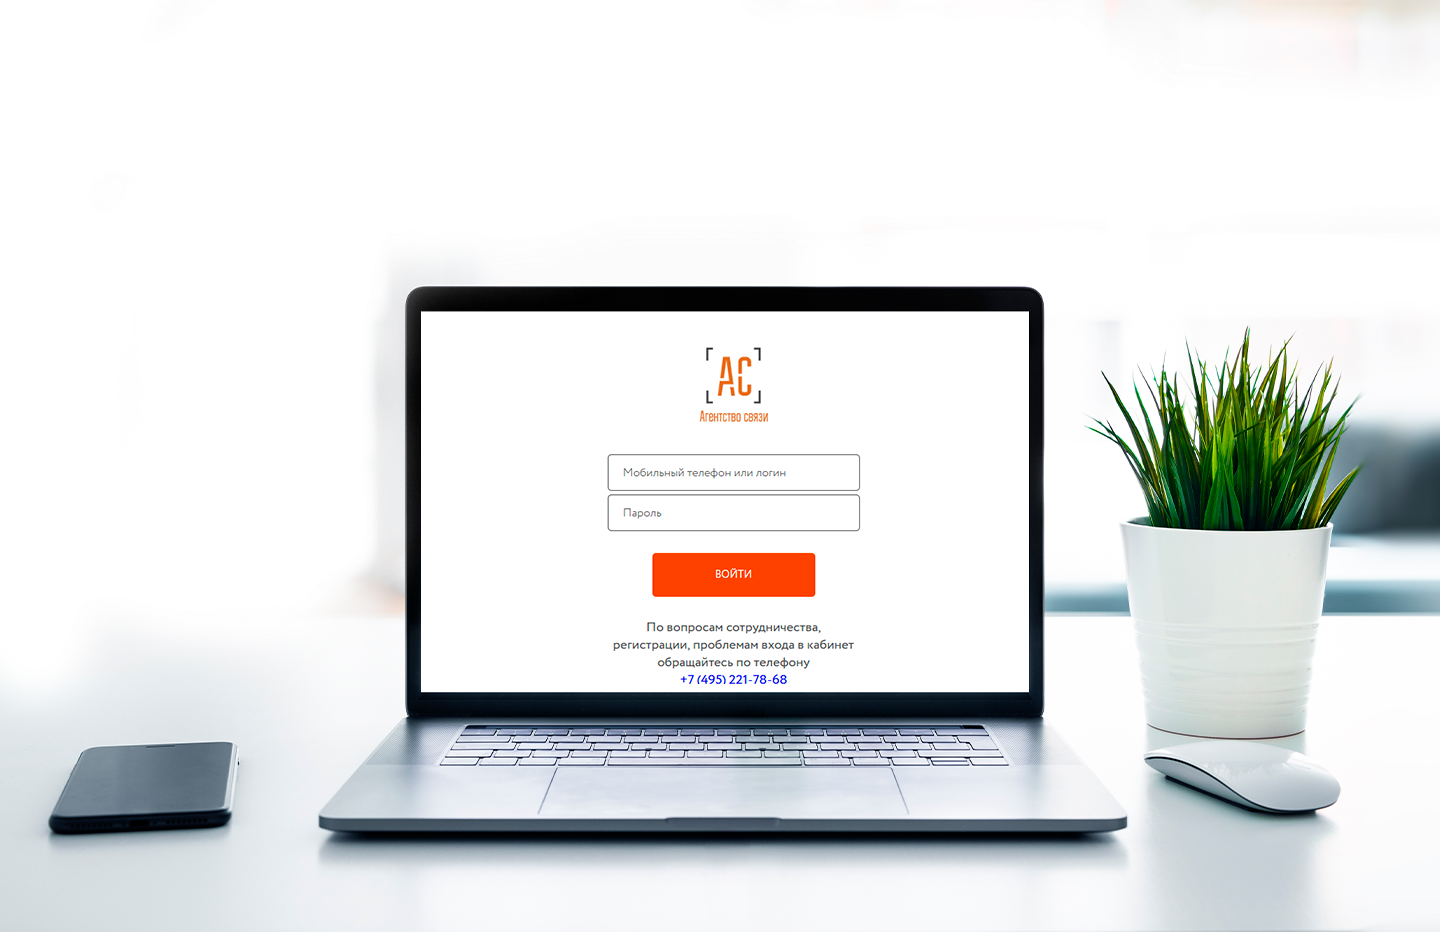 АС
Агентство связи
Мобильный телефон или логин
Пароль
ВОЙТИ
По вопросам сотрудничества,
регистрации, проблемам входа в кабинет
обращайтесь по телефону
+7 (495) 221-78-68